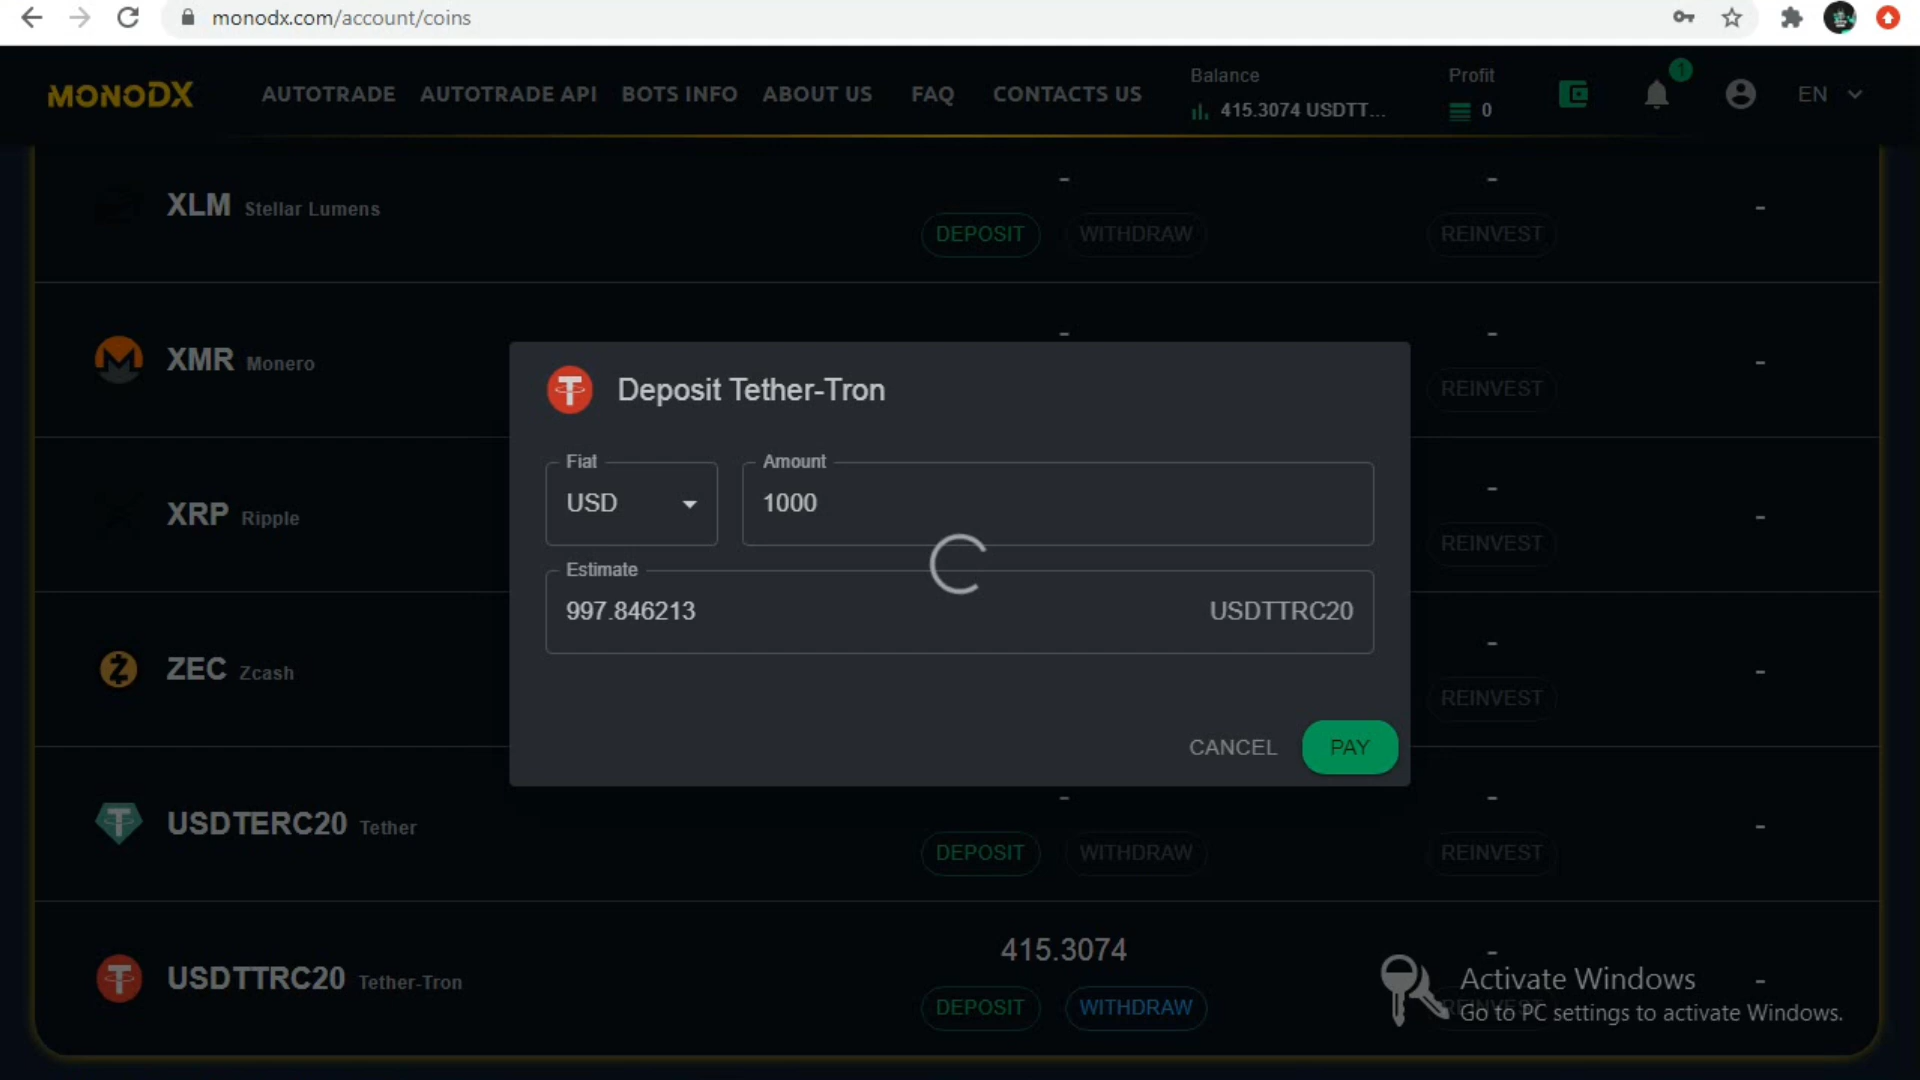 monodx.com/account/coins
MONODX
AUTOTRADE
AUTOTRADE API
BOTS INFO
ABOUT US
FAQ
CONTACTS US
Balance
415.3074 USDTT...
Profit
0
1
EN
XLM Stellar Lumens
-
-
-
DEPOSIT
WITHDRAW
REINVEST
XMR Monero
-
-
-
REINVEST
XRP Ripple
-
-
REINVEST
ZEC Zcash
-
-
REINVEST
Deposit Tether-Tron
Fiat
USD
Amount
1000
Estimate
997.846213
USDTTRC20
CANCEL
PAY
USDTERC20 Tether
-
-
-
DEPOSIT
WITHDRAW
REINVEST
USDTTRC20 Tether-Tron
415.3074
-
-
DEPOSIT
WITHDRAW
REINVEST
Activate Windows
Go to PC settings to activate Windows.